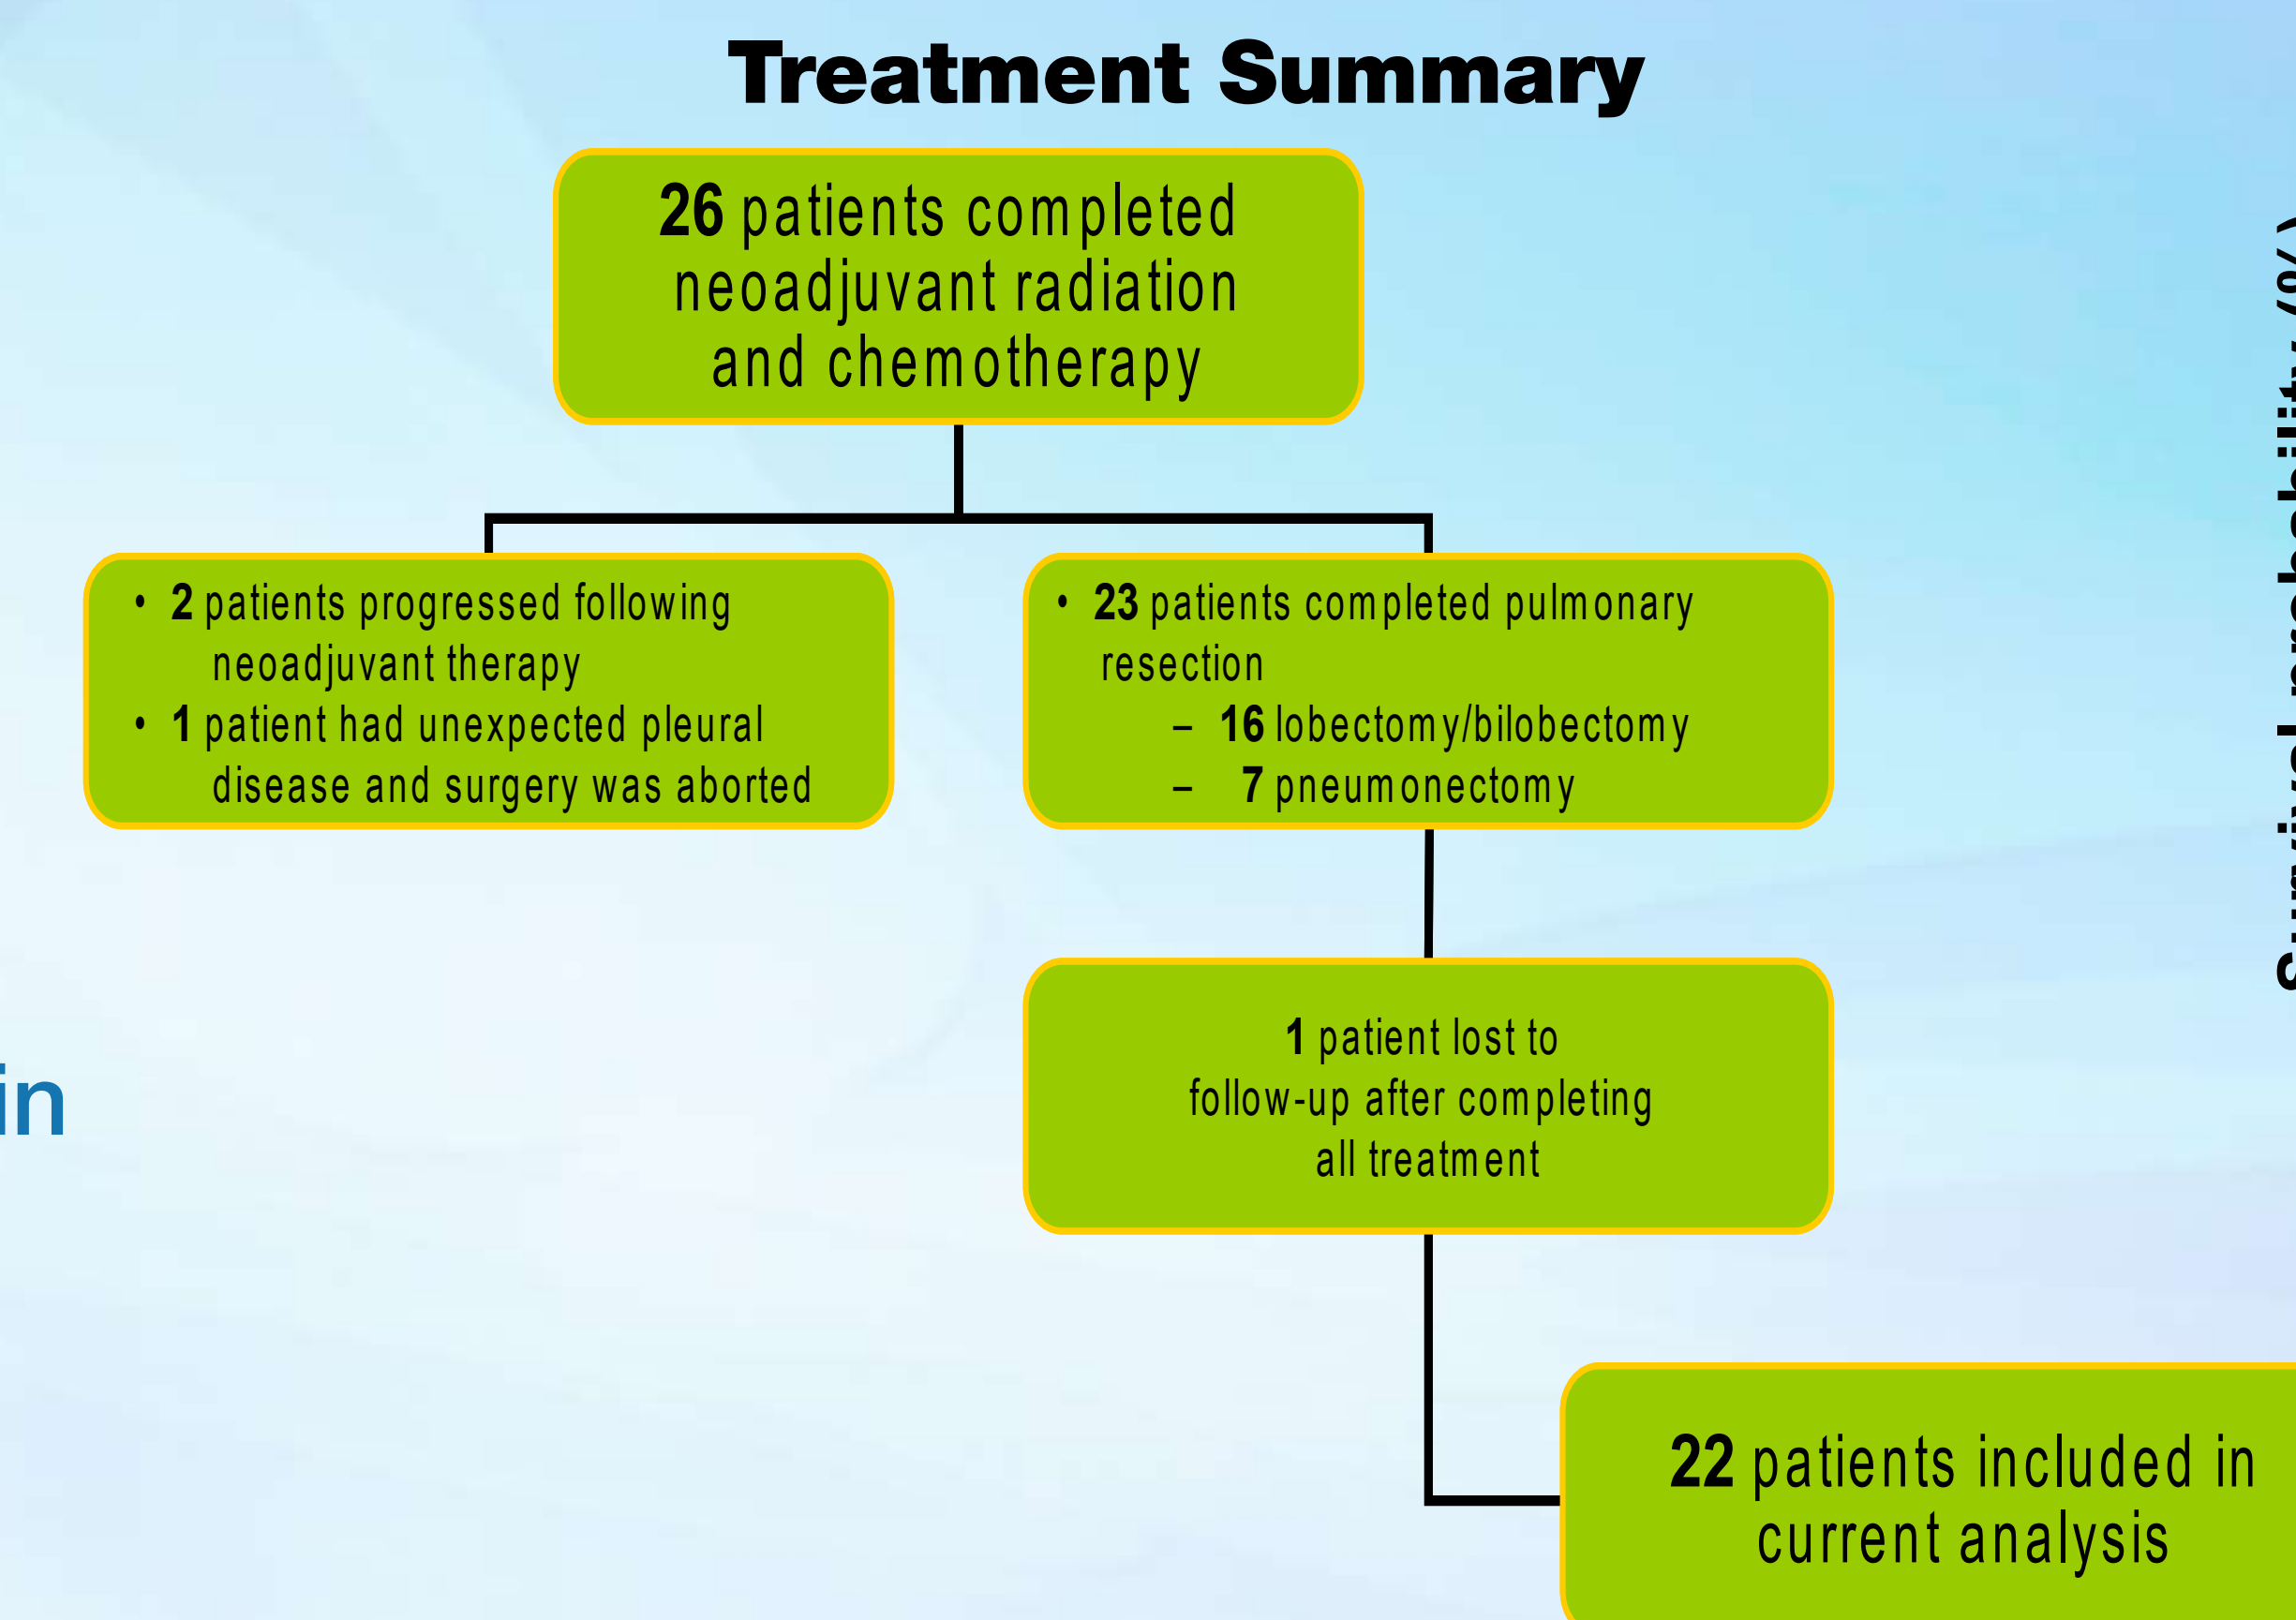 Treatment Summary
26 patients completed
neoadjuvant radiation
and chemotherapy
• 2 patients progressed following
neoadjuvant therapy
• 1 patient had unexpected pleural
disease and surgery was aborted
• 23 patients completed pulmonary
resection
– 16 lobectomy/bilobectomy
– 7 pneumonectomy
1 patient lost to
follow-up after completing
all treatment
22 patients included in
current analysis
in